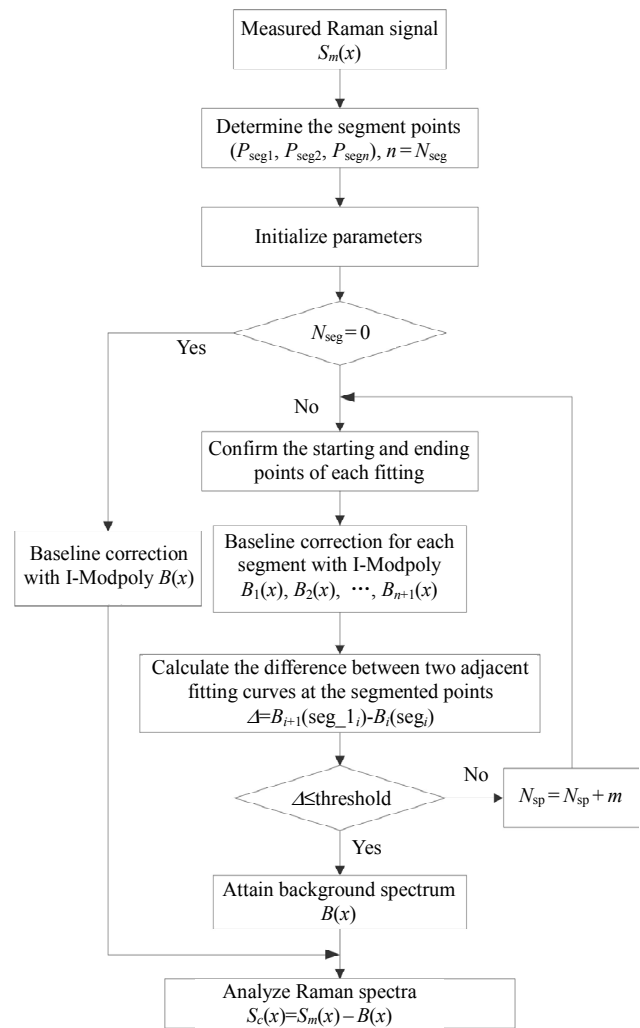 Measured Raman signal
Sm(x)
Determine the segment points
(Pseg1, Pseg2, Psegn), n = Nseg
Initialize parameters
Nseg = 0
Yes
No
Confirm the starting and ending
points of each fitting
Baseline correction
with I-Modpoly B(x)
Baseline correction for each
segment with I-Modpoly
B1(x), B2(x), ⋯, Bn+1(x)
Calculate the difference between two adjacent
fitting curves at the segmented points
Δ=Bi+1(seg_1i)-Bi(segi)
Δ≤threshold
No
Nsp = Nsp + m
Yes
Attain background spectrum
B(x)
Analyze Raman spectra
Sc(x)=Sm(x) – B(x)